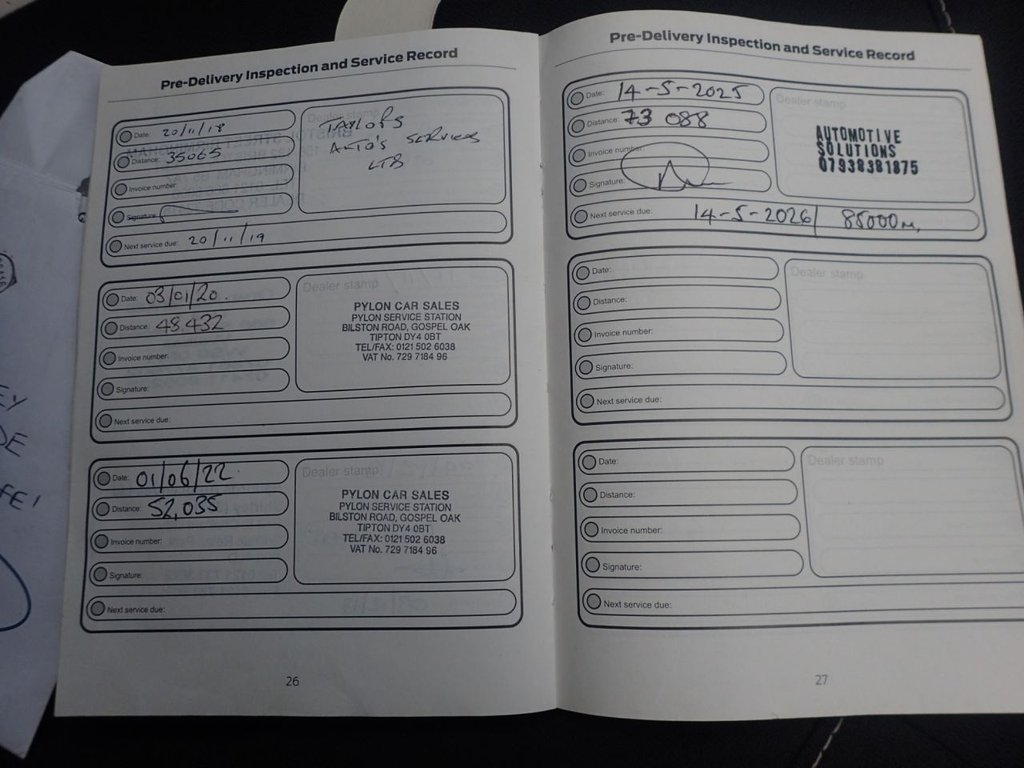 Pre-Delivery Inspection and Service Record
Date: 20/11/18
Distance: 35065
Invoice number:
Signature:
Next service due: 20/11/19
TAYLORS
SERVICES
LTD
Date: 03/01/20.
Distance: 48 432
Invoice number:
Signature:
Next service due:
Dealer stamp
PYLON CAR SALES
PYLON SERVICE STATION
BILSTON ROAD, GOSPEL OAK
TIPTON DY4 0BT
TEL/FAX: 0121 502 6038
VAT No. 729 7184 96
Date: 01/06/22.
Distance: 52,035
Invoice number:
Signature:
Next service due:
Dealer stamp
PYLON CAR SALES
PYLON SERVICE STATION
BILSTON ROAD, GOSPEL OAK
TIPTON DY4 0BT
TEL/FAX: 0121 502 6038
VAT No. 729 7184 96
26
Pre-Delivery Inspection and Service Record
Date: 14-5-2025
Distance: 73 088
Invoice number:
Signature:
Next service due: 14-5-2026/ 85000m,
Dealer stamp
AUTOMOTIVE
SOLUTIONS
07938381875
Date:
Distance:
Invoice number:
Signature:
Next service due:
Dealer stamp
Date:
Distance:
Invoice number:
Signature:
Next service due:
Dealer stamp
27